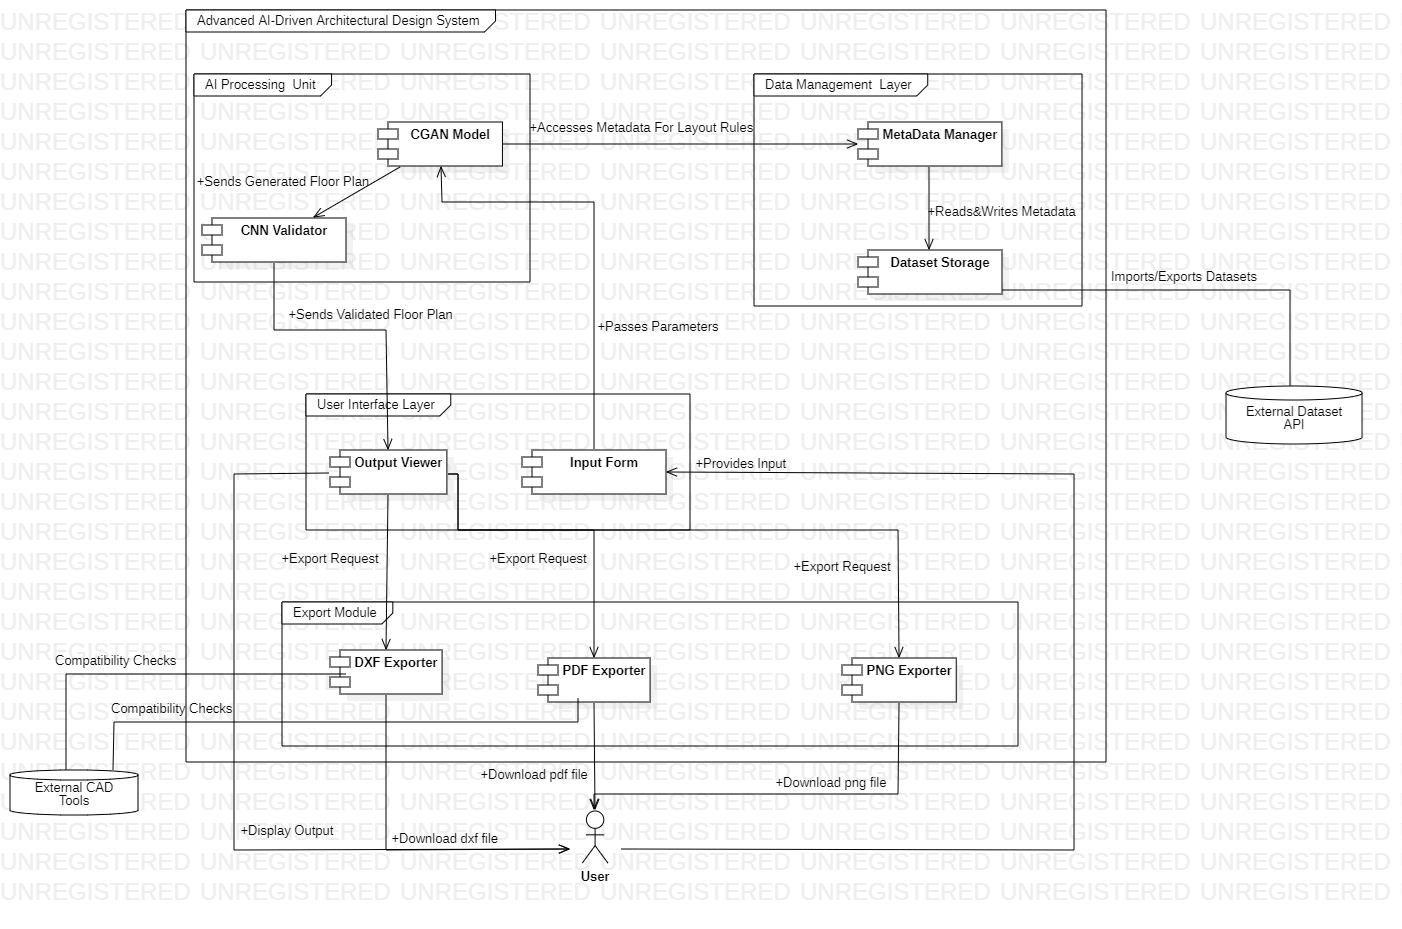 Advanced AI-Driven Architectural Design System
AI Processing  Unit
Data Management  Layer
CGAN Model
+Accesses Metadata For Layout Rules
MetaData Manager
+Sends Generated Floor Plan
CNN Validator
+Reads&Writes Metadata
Dataset Storage
Imports/Exports Datasets
+Sends Validated Floor Plan
+Passes Parameters
User Interface Layer
External Dataset
API
Output Viewer
Input Form
+Provides Input
+Export Request
+Export Request
+Export Request
Export Module
Compatibility Checks
DXF Exporter
PDF Exporter
PNG Exporter
Compatibility Checks
External CAD
Tools
+Download pdf file
+Download png file
+Display Output
+Download dxf file
User
UNREGISTERED